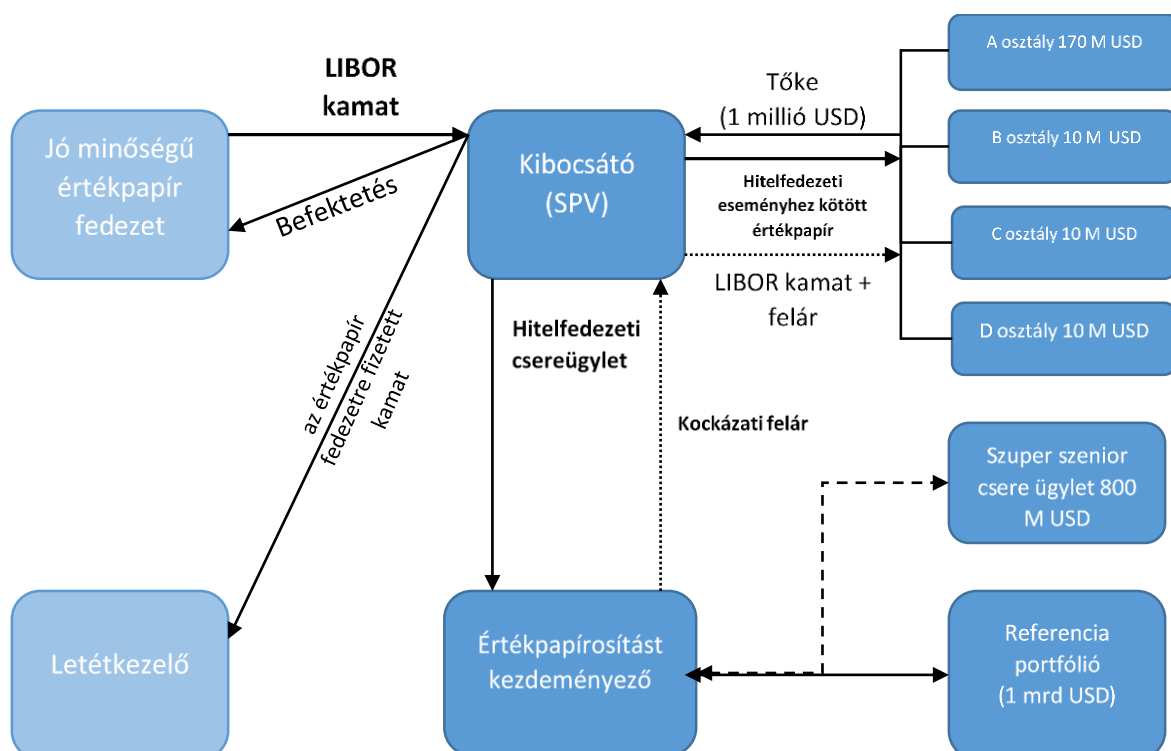 LIBOR
kamat
Jó minőségű
értékpapír
fedezet
Befektetés
Kibocsátó
(SPV)
Tőke
(1 millió USD)
Hitelfedezeti
eseményhez kötött
értékpapír
LIBOR kamat +
felár
A osztály 170 M USD
B osztály 10 M USD
C osztály 10 M USD
D osztály 10 M USD
az értékpapír
fedezetre fizetett
kamat
Hitelfedezeti
csereügylet
Kockázati felár
Szuper szenior
csere ügylet 800
M USD
Letétkezelő
Értékpapírosítást
kezdeményező
Referencia
portfólió
(1 mrd USD)